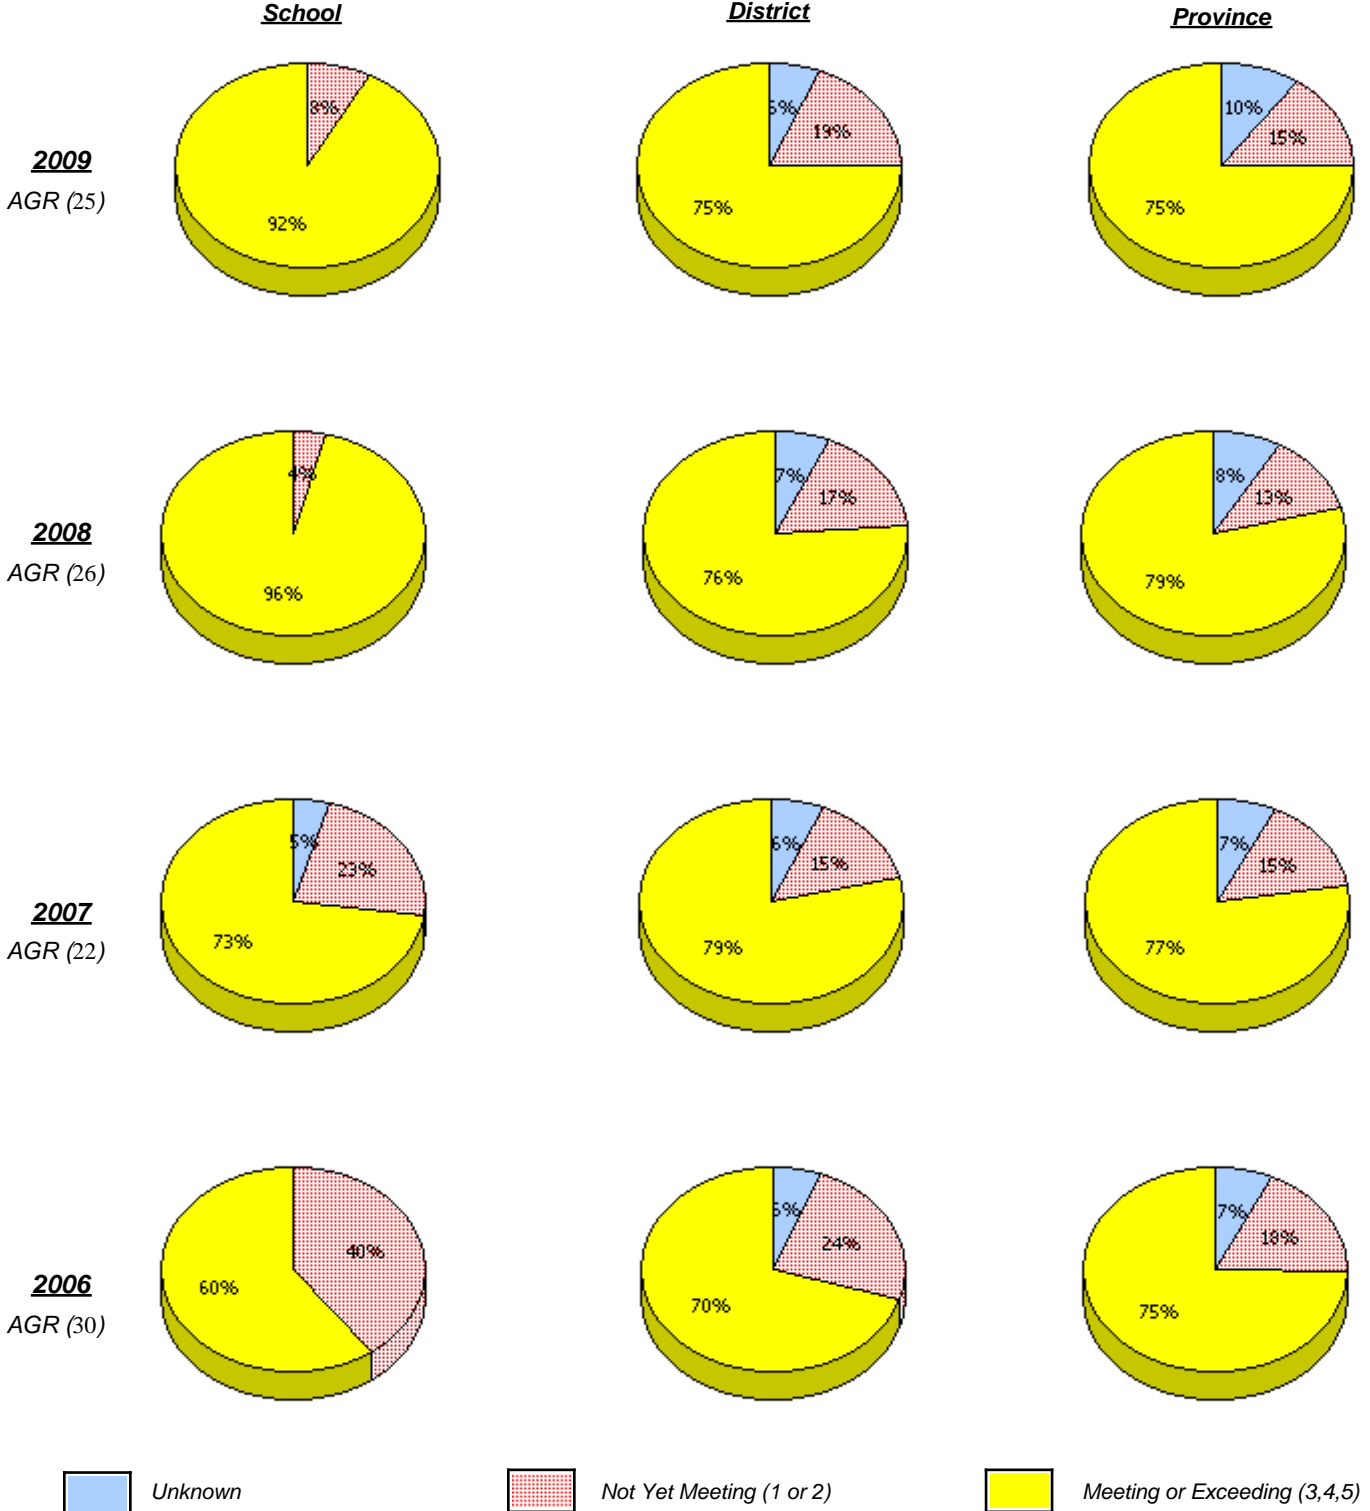 School District Province
8% 19% 10% 15%
2009
AGR (25)
92% 75% 75%
4% 7% 17% 8% 13%
2008
AGR (26)
96% 76% 79%
5% 23% 6% 15% 7% 15%
2007
AGR (22)
73% 79% 77%
40% 24% 7% 18%
2006
AGR (30)
60% 70% 75%
Unknown Not Yet Meeting (1 or 2) Meeting or Exceeding (3,4,5)